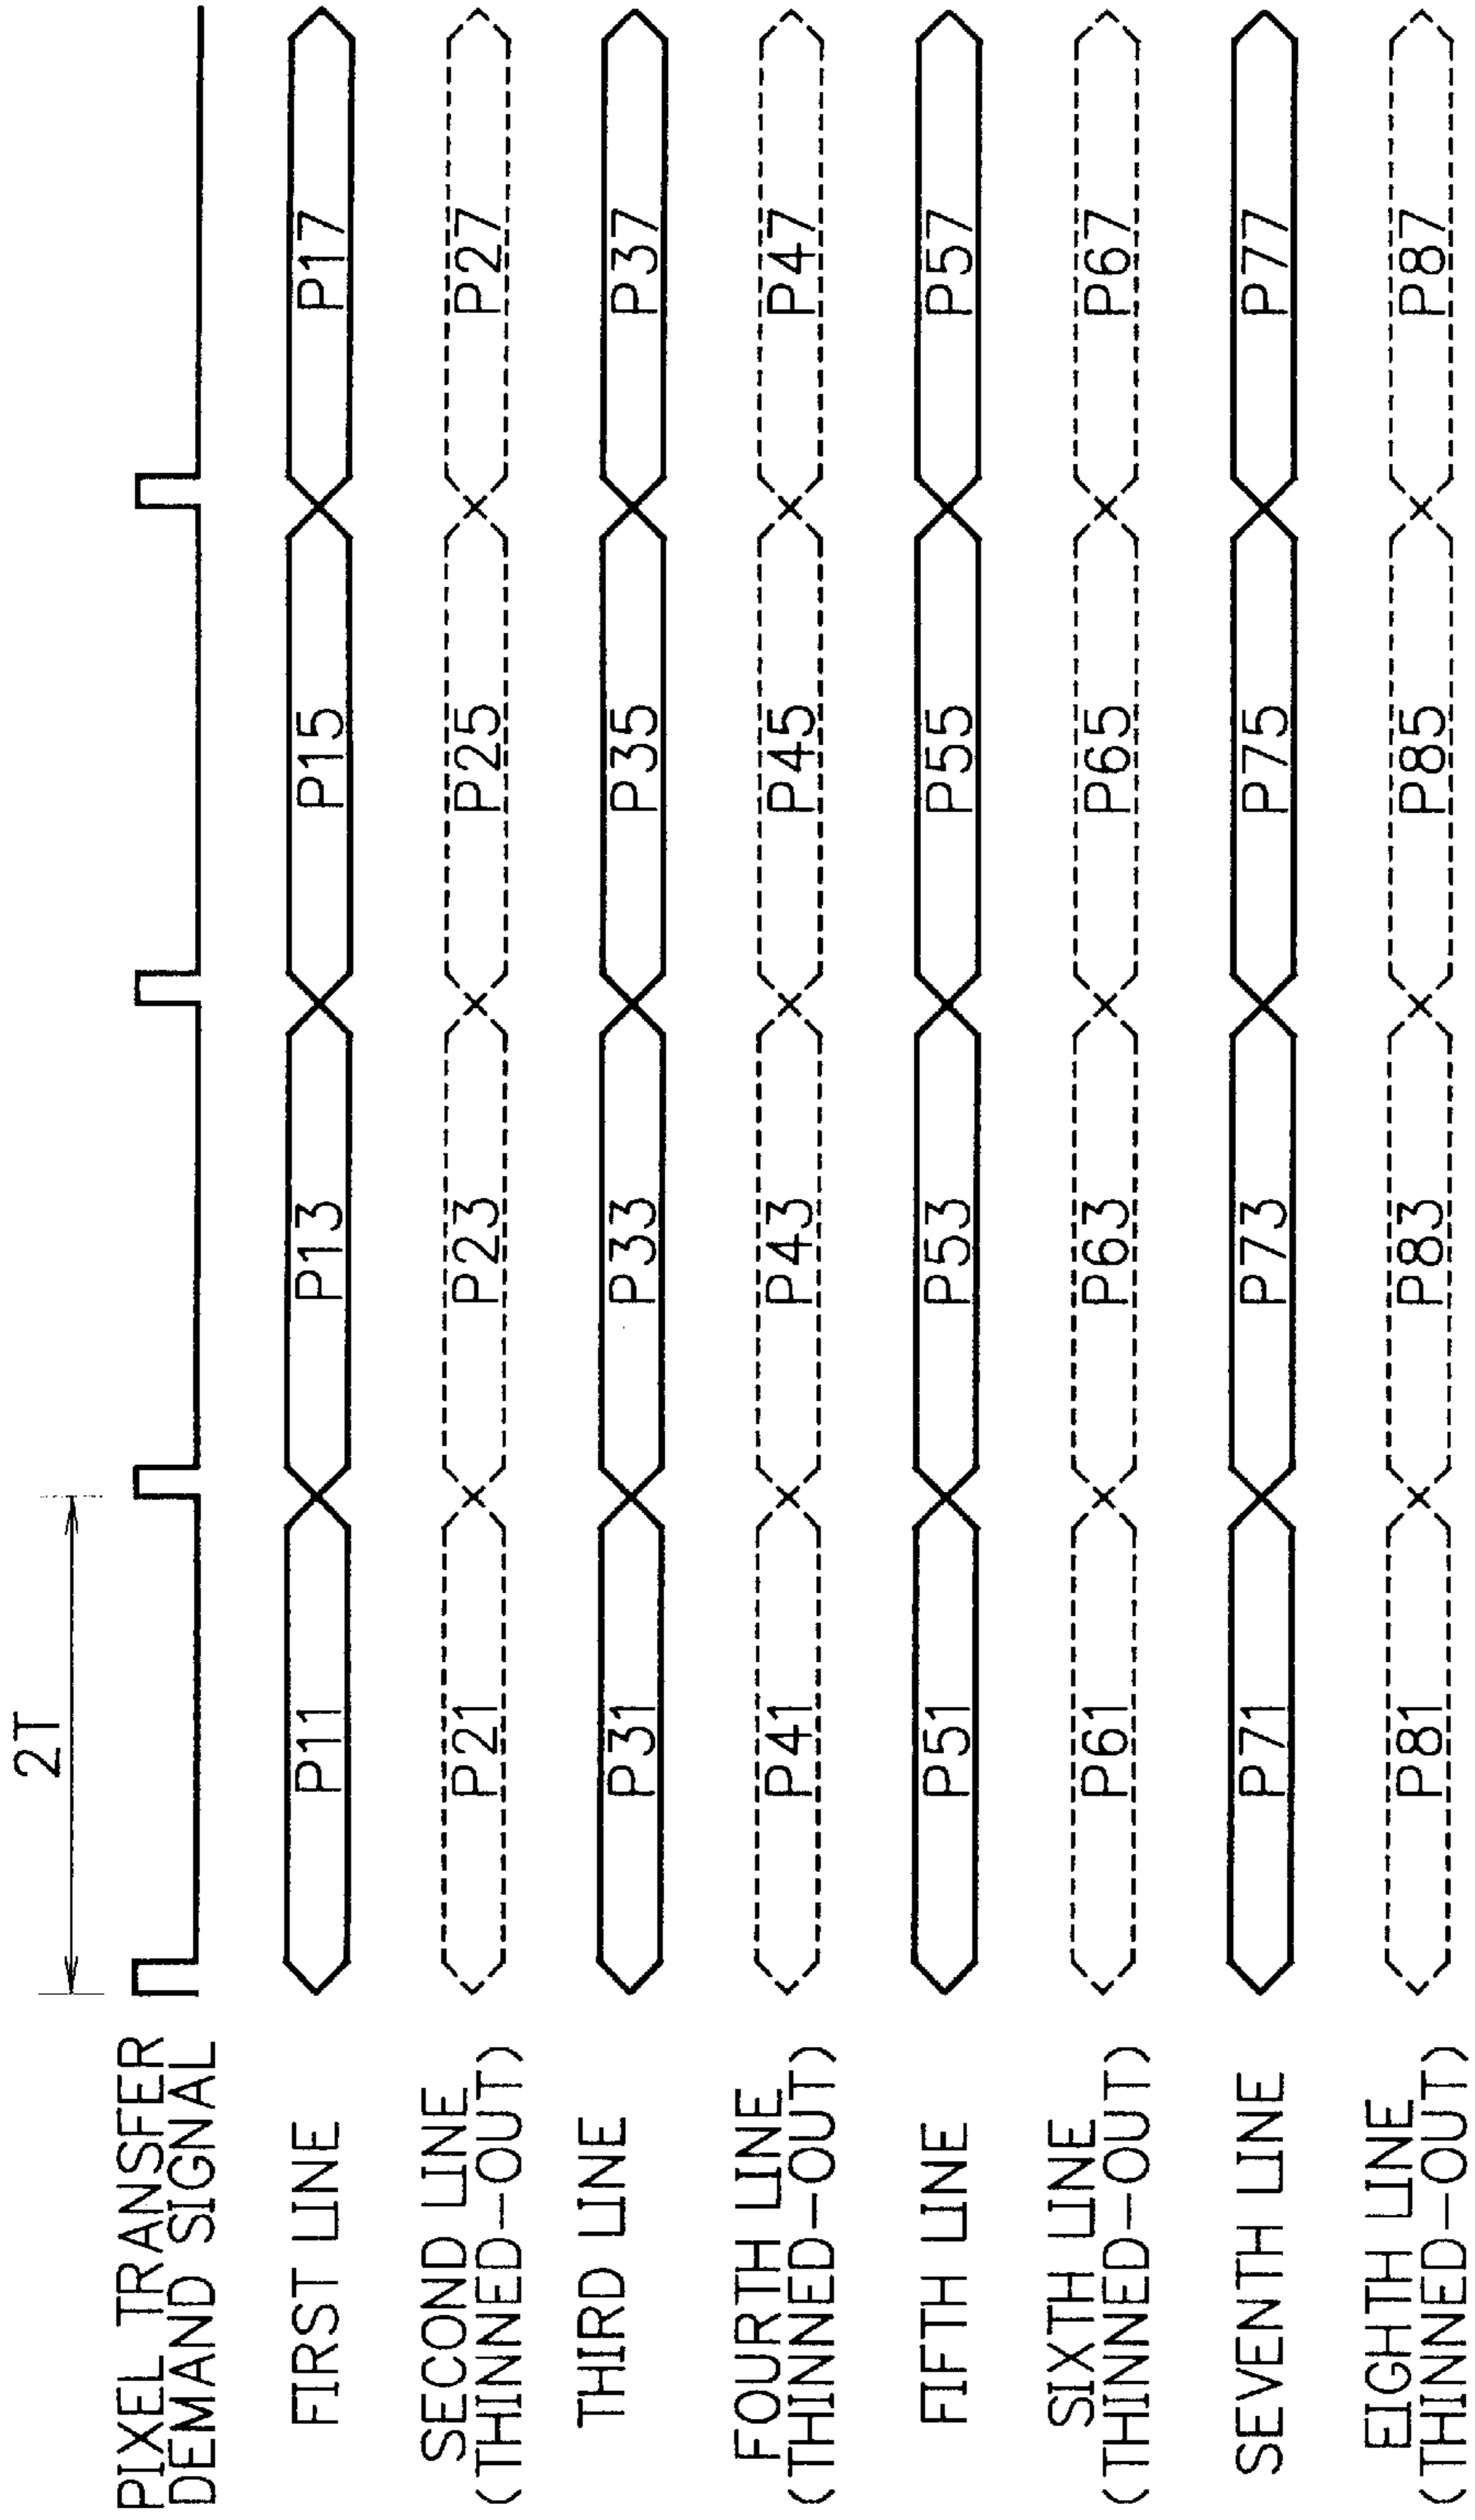 2T
PIXEL TRANSFER
DEMAND SIGNAL
FIRST LINE
P11 P13 P15 P17
SECOND LINE
(THINNED-OUT)
P21 P23 P25 P27
THIRD LINE
P31 P33 P35 P37
FOURTH LINE
(THINNED-OUT)
P41 P43 P45 P47
FIFTH LINE
P51 P53 P55 P57
SIXTH LINE
(THINNED-OUT)
P61 P63 P65 P67
SEVENTH LINE
P71 P73 P75 P77
EIGHTH LINE
(THINNED-OUT)
P81 P83 P85 P87